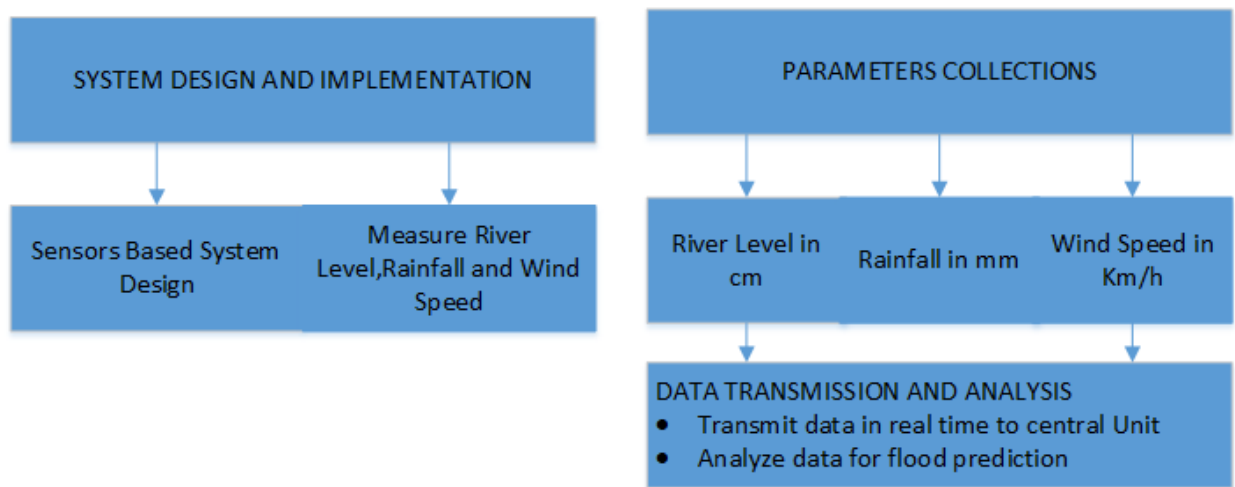 SYSTEM DESIGN AND IMPLEMENTATION
Sensors Based System
Design
Measure River
Level,Rainfall and Wind
Speed
PARAMETERS COLLECTIONS
River Level in
cm
Rainfall in mm
Wind Speed in
Km/h
DATA TRANSMISSION AND ANALYSIS
• Transmit data in real time to central Unit
• Analyze data for flood prediction